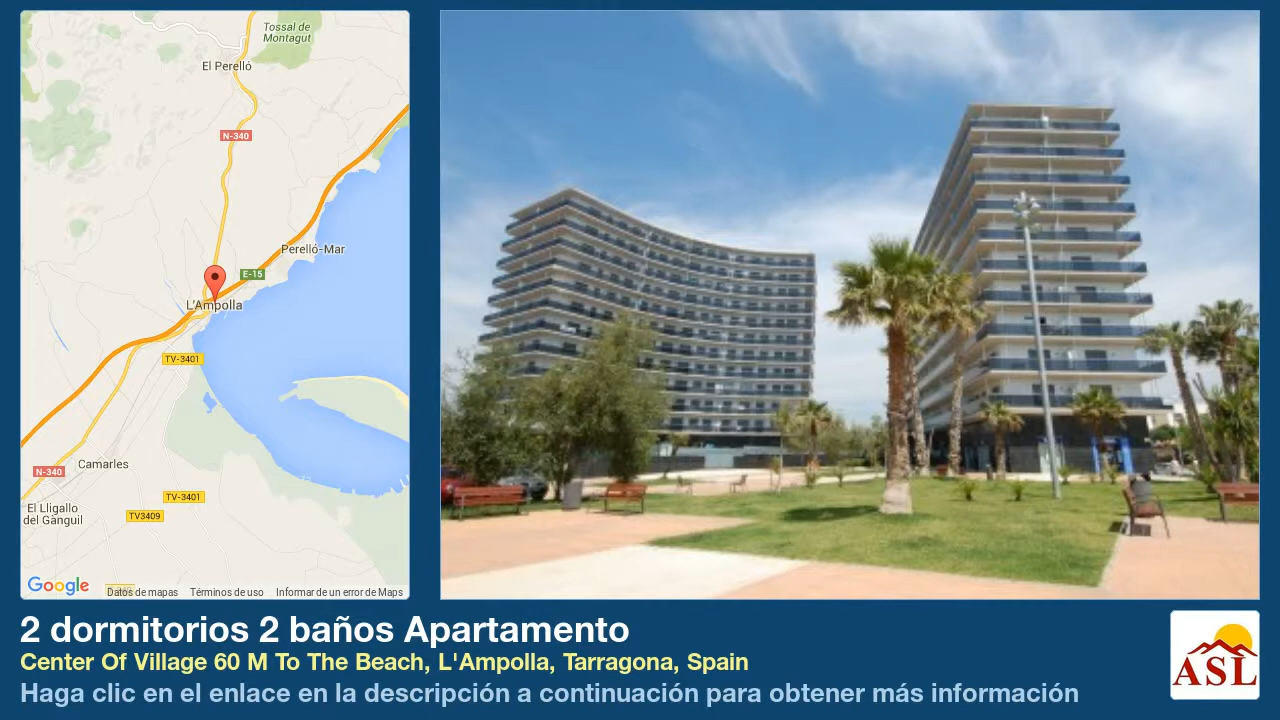 Tossal de
Montagut
El Perelló
N-340
Perelló-Mar
E-15
L'Ampolla
TV-3401
Camarles
N-340
TV-3401
El Lligallo
del Gànguil
TV3409
Google
Datos de mapas Términos de uso Informar de un error de Maps
2 dormitorios 2 baños Apartamento
Center Of Village 60 M To The Beach, L'Ampolla, Tarragona, Spain
Haga clic en el enlace en la descripción a continuación para obtener más información
ASL